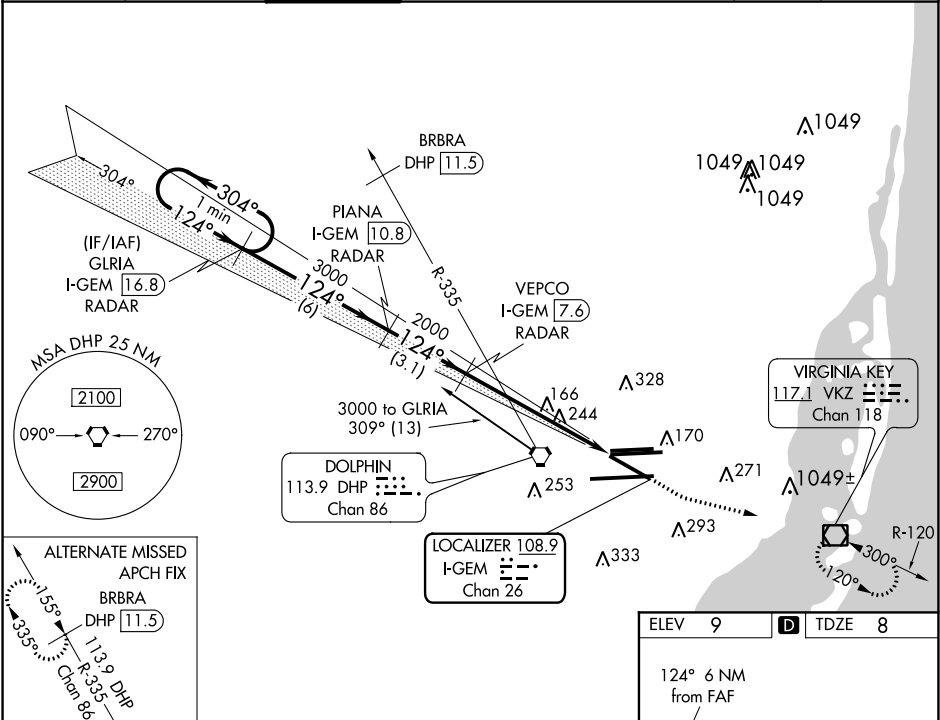 1049
1049
1049
1049
BRBRA
DHP 11.5
304°
304°
1 min
124°
PIANA
I-GEM 10.8
RADAR
(IF/IAF)
GLRIA
I-GEM 16.8
RADAR
3000
124°
(6)
R-335
VEPCO
I-GEM 7.6
RADAR
2000
124°
(3.1)
MSA DHP 25 NM
2100
090°
270°
2900
3000 to GLRIA
309° (13)
166
244
328
170
VIRGINIA KEY
117.1 VKZ
Chan 118
DOLPHIN
113.9 DHP
Chan 86
253
271
1049±
293
333
LOCALIZER 108.9
I-GEM
Chan 26
R-120
300°
120°
ALTERNATE MISSED
APCH FIX
BRBRA
DHP 11.5
155°
335°
113.9 DHP
R-335
Chan 86
ELEV 9 D TDZE 8
124° 6 NM
from FAF